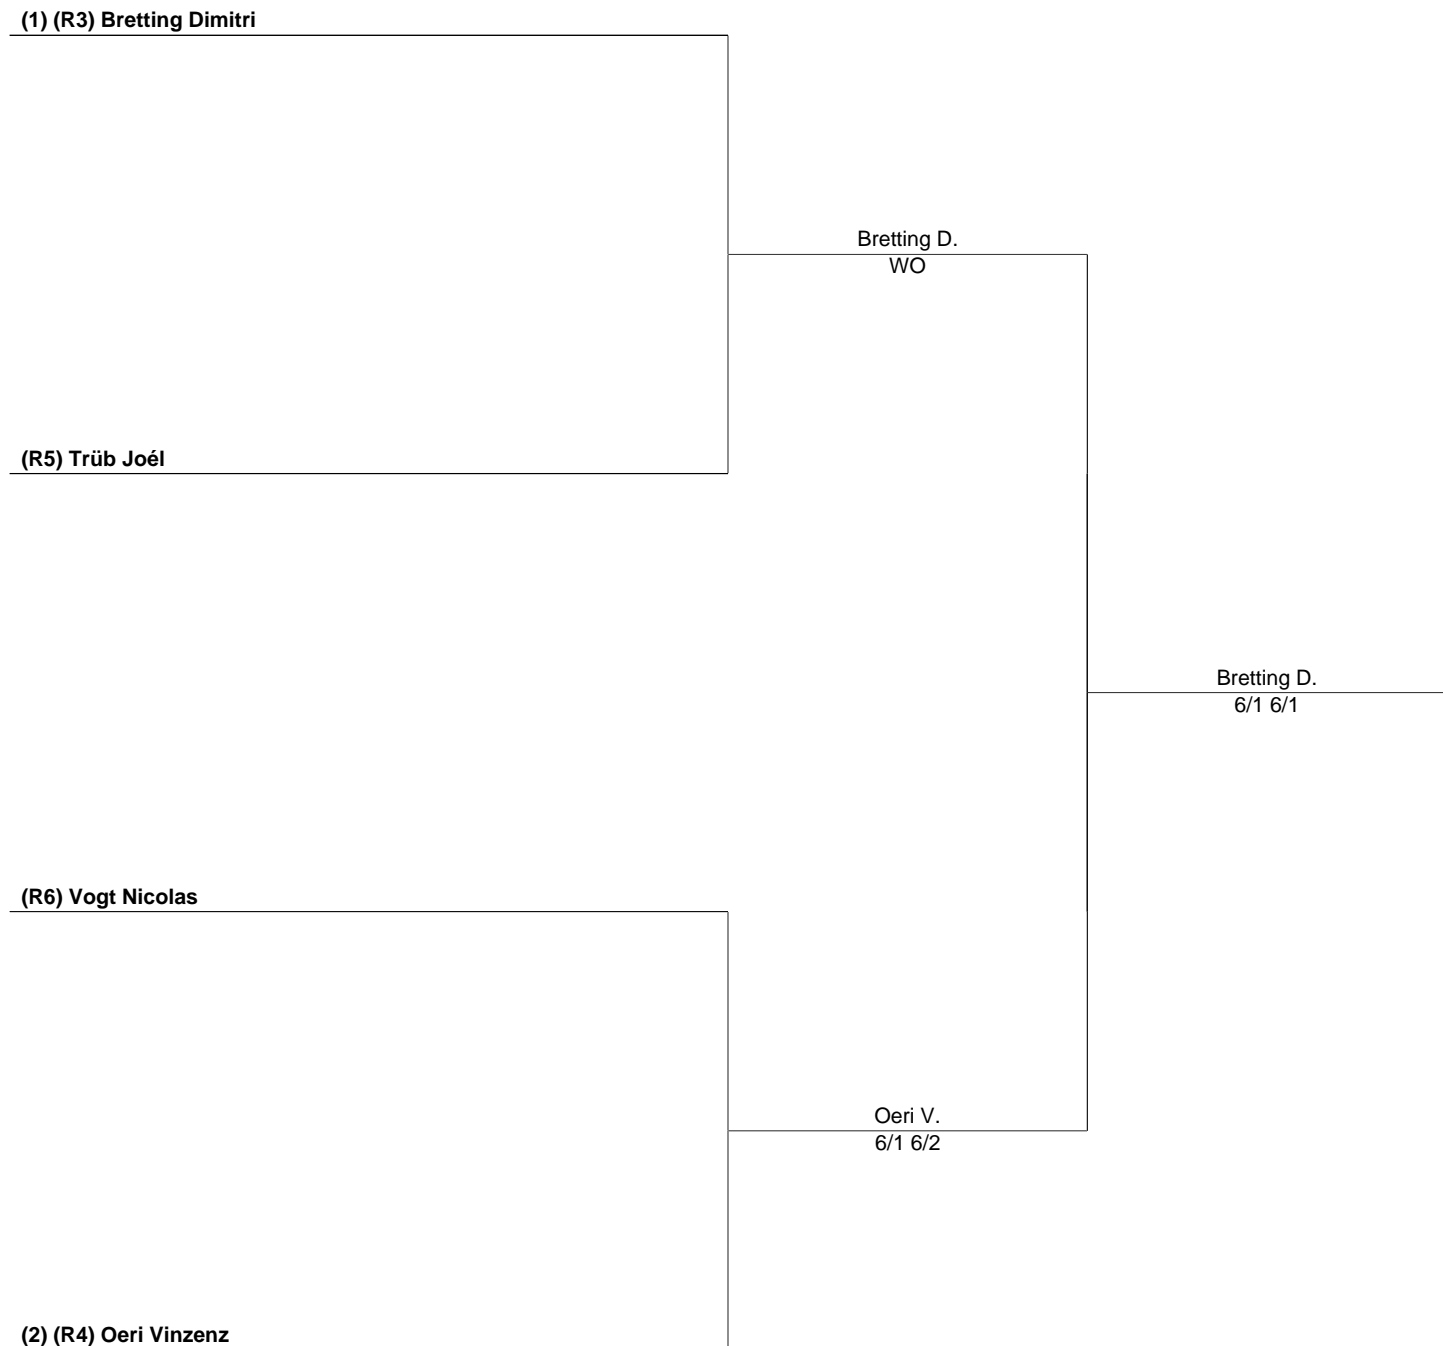 (1) (R3) Bretting Dimitri
Bretting D.
WO
(R5) Trüb Joél
Bretting D.
6/1 6/1
(R6) Vogt Nicolas
Oeri V.
6/1 6/2
(2) (R4) Oeri Vinzenz